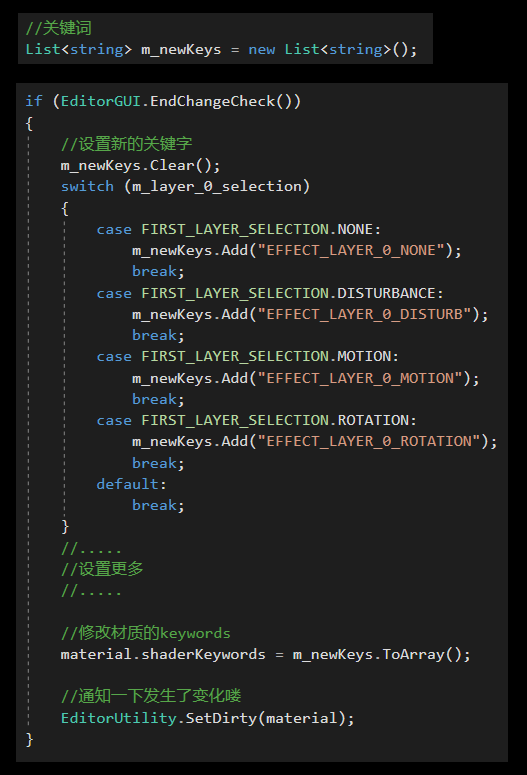 //关键词
List<string> m_newKeys = new List<string>();
if (EditorGUI.EndChangeCheck())
{
//设置新的关键字
m_newKeys.Clear();
switch (m_layer_0_selection)
{
case FIRST_LAYER_SELECTION.NONE:
m_newKeys.Add("EFFECT_LAYER_0_NONE");
break;
case FIRST_LAYER_SELECTION.DISTURBANCE:
m_newKeys.Add("EFFECT_LAYER_0_DISTURB");
break;
case FIRST_LAYER_SELECTION.MOTION:
m_newKeys.Add("EFFECT_LAYER_0_MOTION");
break;
case FIRST_LAYER_SELECTION.ROTATION:
m_newKeys.Add("EFFECT_LAYER_0_ROTATION");
break;
default:
break;
}
//.....
//设置更多
//.....
//修改材质的keywords
material.shaderKeywords = m_newKeys.ToArray();
//通知一下发生了变化喽
EditorUtility.SetDirty(material);
}